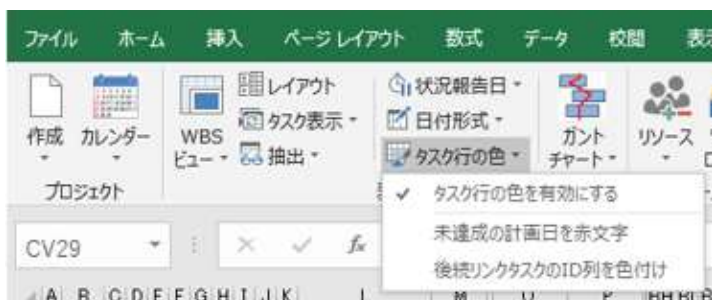 ファイル ホーム 挿入 ページ レイアウト 数式 データ 校閲
レイアウト 状況報告日
タスク表示 日付形式
作成 カレンダー WBS ビュー 抽出 タスク行の色 ガント チャート リソース
プロジェクト
タスク行の色を有効にする
未達成の計画日を赤文字
後続リンクタスクのID列を色付け
CV29 fx
A B C D E F G H I J K L M O P